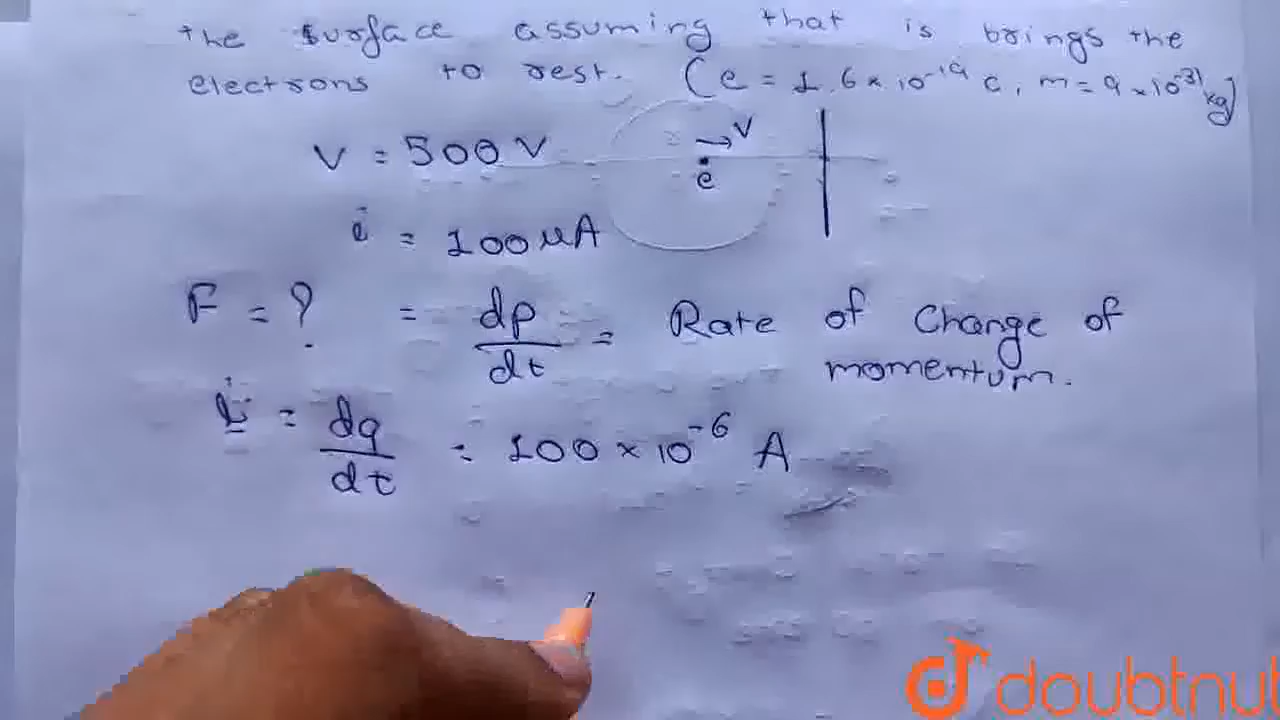 the surface assuming that is brings the
electrons to rest. (e = 1.6 × 10⁻¹⁹ C, m = 9 × 10⁻³¹ kg)
V = 500 V
→ V
e
i = 100 μA
F = ? = dp/dt = Rate of Change of
momentum.
i = dq/dt = 100 × 10⁻⁶ A
doubtnut